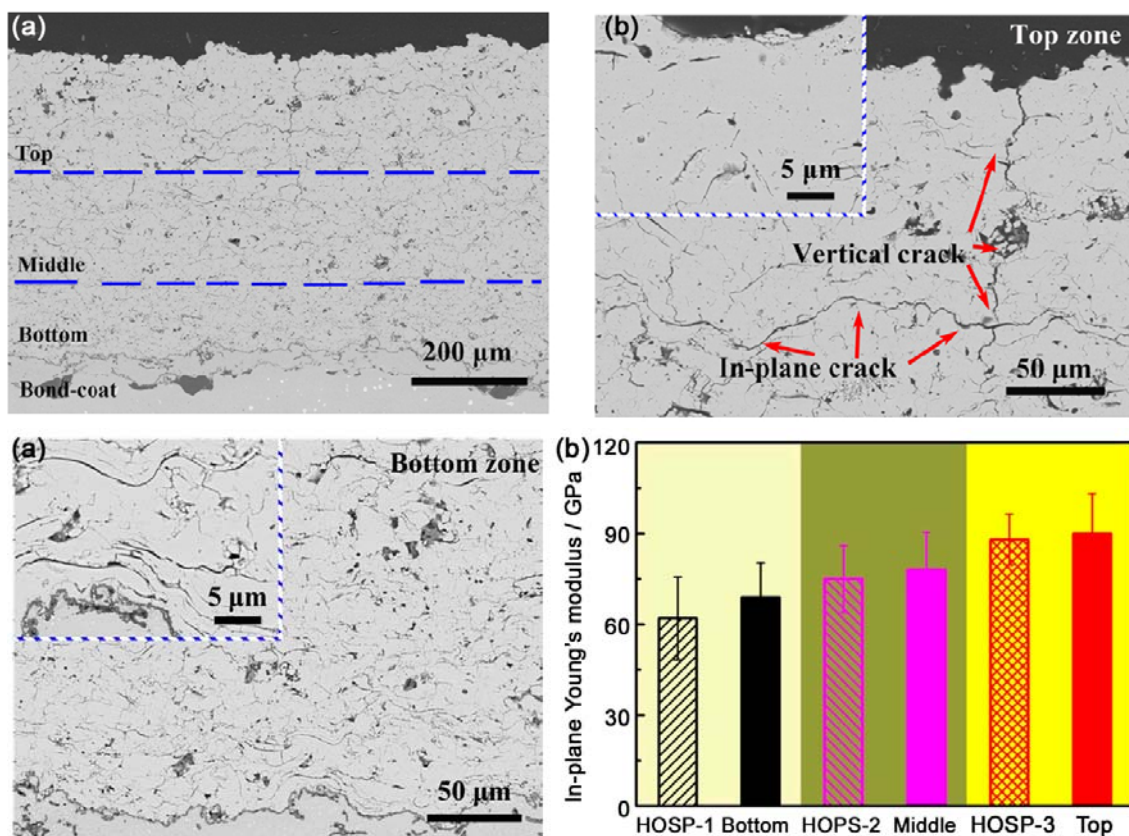 (a)
Top
Middle
Bottom
Bond-coat
200 μm
(b)
Top zone
5 μm
Vertical crack
In-plane crack
50 μm
(a)
Bottom zone
5 μm
50 μm
(b)
In-plane Young's modulus / GPa
120
90
60
30
0
HOSP-1 Bottom HOPS-2 Middle HOSP-3 Top